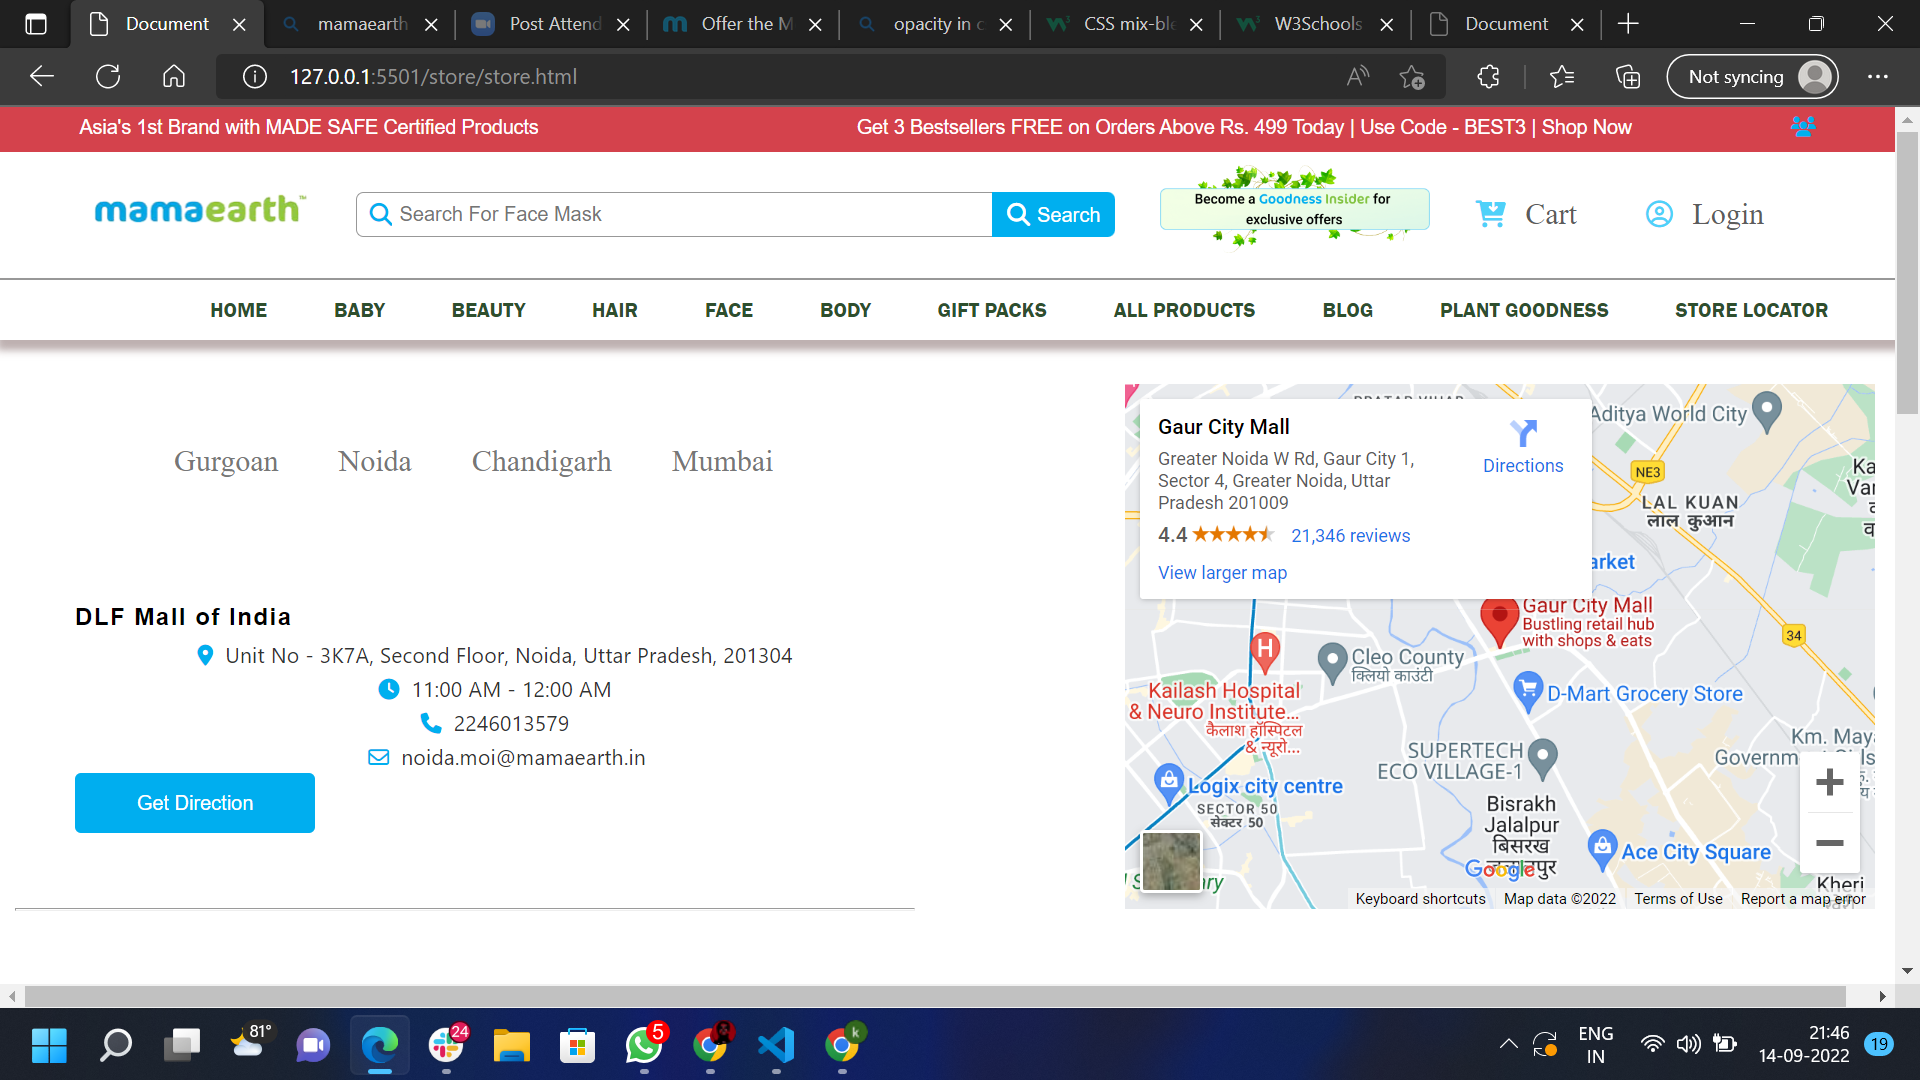 Document
mamaearth
Post Attend
Offer the M
opacity in c
CSS mix-ble
W3Schools
Document
127.0.0.1:5501/store/store.html
Not syncing
Asia's 1st Brand with MADE SAFE Certified Products
Get 3 Bestsellers FREE on Orders Above Rs. 499 Today | Use Code - BEST3 | Shop Now
mamaearth™
Search For Face Mask
Search
Become a Goodness Insider for
exclusive offers
Cart
Login
HOME
BABY
BEAUTY
HAIR
FACE
BODY
GIFT PACKS
ALL PRODUCTS
BLOG
PLANT GOODNESS
STORE LOCATOR
Gurgoan
Noida
Chandigarh
Mumbai
DLF Mall of India
Unit No - 3K7A, Second Floor, Noida, Uttar Pradesh, 201304
11:00 AM - 12:00 AM
2246013579
noida.moi@mamaearth.in
Get Direction
Gaur City Mall
Greater Noida W Rd, Gaur City 1,
Sector 4, Greater Noida, Uttar
Pradesh 201009
4.4
21,346 reviews
View larger map
Directions
Aditya World City
NE3
LAL KUAN
लाल कुआन
arket
Gaur City Mall
Bustling retail hub
with shops & eats
34
Cleo County
क्लियो काउंटी
Kailash Hospital
& Neuro Institute...
कैलाश हॉस्पिटल
& न्यूरो...
D-Mart Grocery Store
SUPERTECH
ECO VILLAGE-1
Km. May
Governm
Logix city centre
SECTOR 50
सेक्टर 50
Bisrakh
Jalalpur
बिसरख
Ace City Square
Google
Kheri
Keyboard shortcuts
Map data ©2022
Terms of Use
Report a map error
81°
24
5
k
ENG
IN
21:46
14-09-2022
19